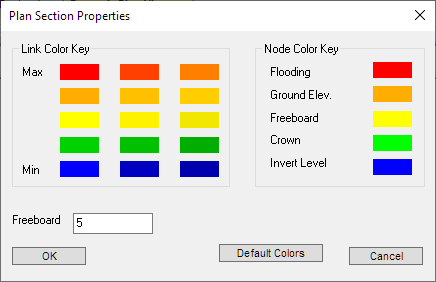 Plan Section Properties
Link Color Key
Max
Min
Node Color Key
Flooding
Ground Elev.
Freeboard
Crown
Invert Level
Freeboard 5
OK
Default Colors
Cancel